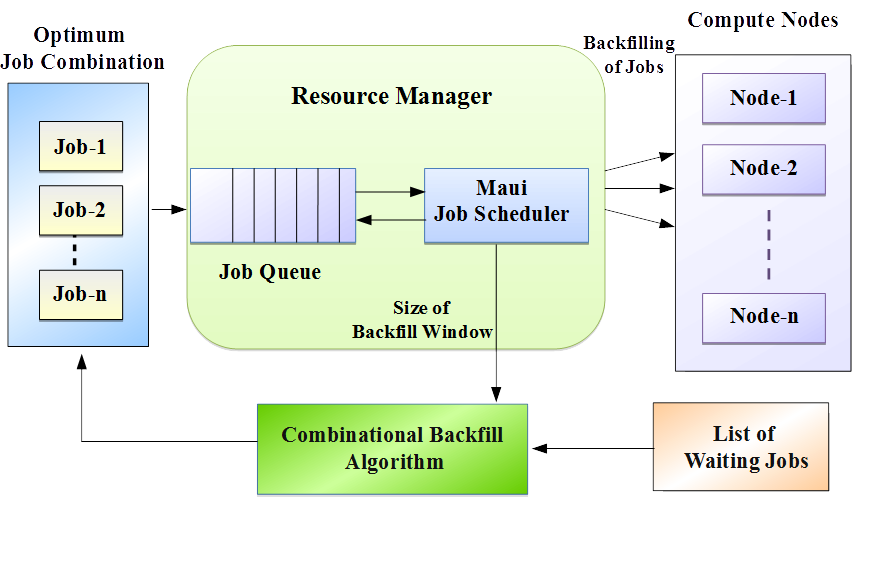 Optimum
Job Combination
Job-1
Job-2
Job-n
Resource Manager
Job Queue
Maui
Job Scheduler
Size of
Backfill Window
Backfilling
of Jobs
Compute Nodes
Node-1
Node-2
Node-n
Combinational Backfill
Algorithm
List of
Waiting Jobs